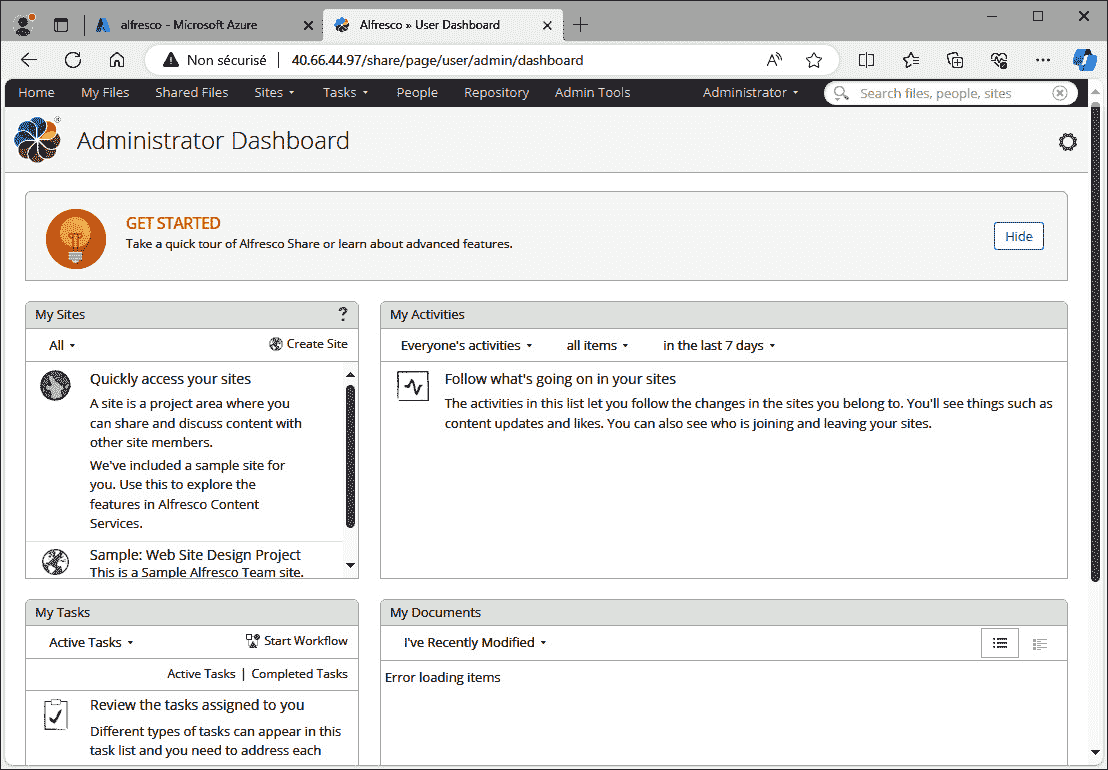 alfresco - Microsoft Azure
Alfresco » User Dashboard
Non sécurisé
40.66.44.97/share/page/user/admin/dashboard
Home My Files Shared Files Sites Tasks People Repository Admin Tools Administrator Search files, people, sites
Administrator Dashboard
GET STARTED
Take a quick tour of Alfresco Share or learn about advanced features.
Hide
My Sites ?
All Create Site
Quickly access your sites
A site is a project area where you
can share and discuss content with
other site members.
We've included a sample site for
you. Use this to explore the
features in Alfresco Content
Services.
Sample: Web Site Design Project
This is a Sample Alfresco Team site.
My Activities
Everyone's activities all items in the last 7 days
Follow what's going on in your sites
The activities in this list let you follow the changes in the sites you belong to. You'll see things such as
content updates and likes. You can also see who is joining and leaving your sites.
My Tasks
Active Tasks Start Workflow
Active Tasks | Completed Tasks
Review the tasks assigned to you
Different types of tasks can appear in this
task list and you need to address each
My Documents
I've Recently Modified
Error loading items